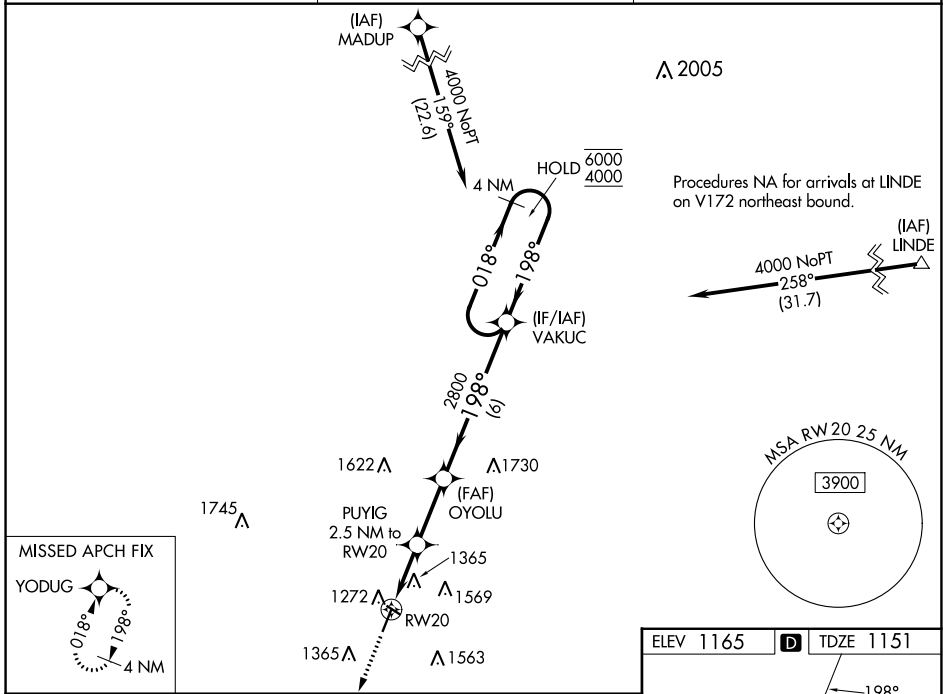 (IAF)
MADUP
4000 NoPT
159°
(22.6)
2005
HOLD 6000
4000
4 NM
018°
198°
Procedures NA for arrivals at LINDE
on V172 northeast bound.
(IAF)
LINDE
4000 NoPT
258°
(31.7)
(IF/IAF)
VAKUC
2800
198°
(6)
1622
1730
(FAF)
OYOLU
1745
PUYIG
2.5 NM to
RW20
1365
1272
1569
RW20
1365
1563
MSA RW20 25 NM
3900
MISSED APCH FIX
YODUG
018°
198°
4 NM
ELEV 1165 D TDZE 1151
198°